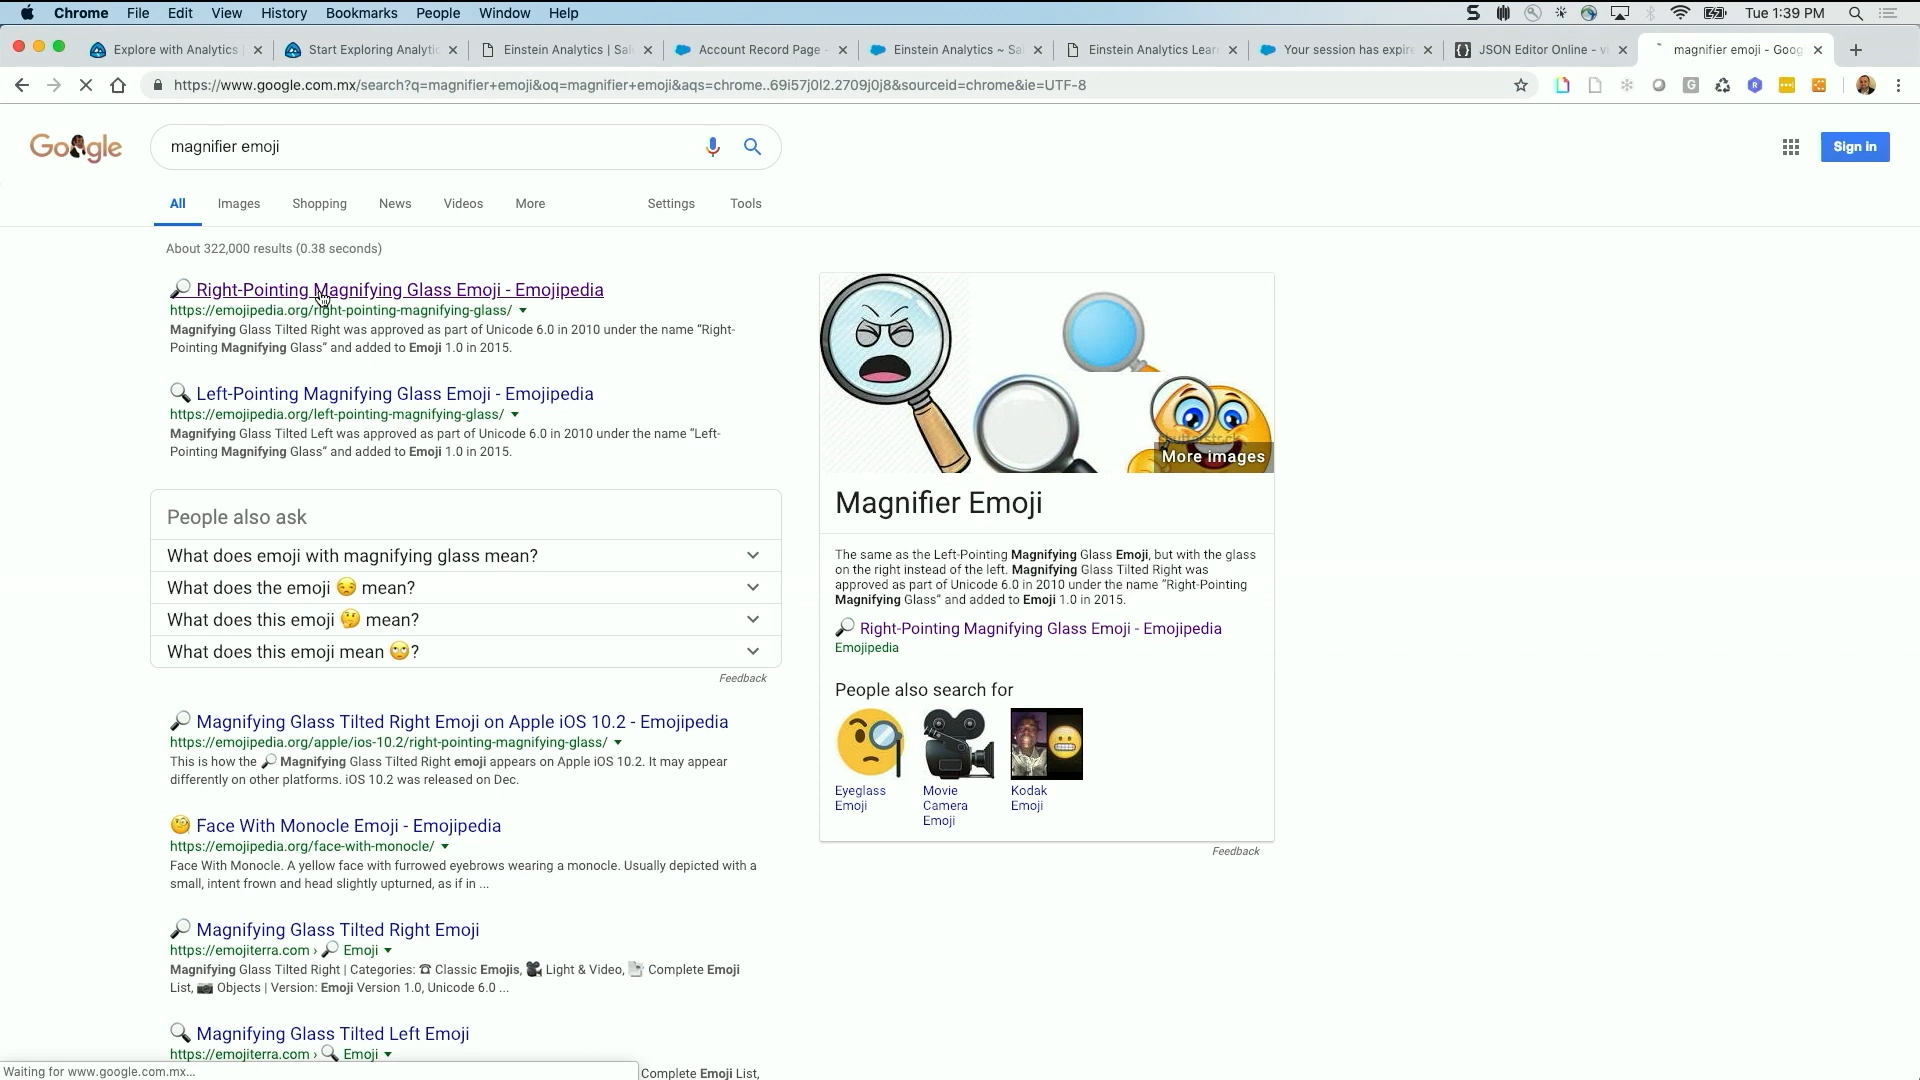 Chrome File Edit View History Bookmarks People Window Help Tue 1:39 PM
Explore with Analytics Start Exploring Analytic Einstein Analytics | Sal Account Record Page - Einstein Analytics ~ Sa Einstein Analytics Lear Your session has expire JSON Editor Online - vi magnifier emoji - Goog
https://www.google.com.mx/search?q=magnifier+emoji&oq=magnifier+emoji&aqs=chrome..69i57j0l2.2709j0j8&sourceid=chrome&ie=UTF-8
Google magnifier emoji Sign in
All Images Shopping News Videos More Settings Tools
About 322,000 results (0.38 seconds)
🔎 Right-Pointing Magnifying Glass Emoji - Emojipedia
https://emojipedia.org/right-pointing-magnifying-glass/
Magnifying Glass Tilted Right was approved as part of Unicode 6.0 in 2010 under the name “Right-
Pointing Magnifying Glass” and added to Emoji 1.0 in 2015.
🔍 Left-Pointing Magnifying Glass Emoji - Emojipedia
https://emojipedia.org/left-pointing-magnifying-glass/
Magnifying Glass Tilted Left was approved as part of Unicode 6.0 in 2010 under the name “Left-
Pointing Magnifying Glass” and added to Emoji 1.0 in 2015.
People also ask
What does emoji with magnifying glass mean?
What does the emoji 😒 mean?
What does this emoji 🤔 mean?
What does this emoji mean 🙄?
Feedback
🔎 Magnifying Glass Tilted Right Emoji on Apple iOS 10.2 - Emojipedia
https://emojipedia.org/apple/ios-10.2/right-pointing-magnifying-glass/
This is how the 🔎 Magnifying Glass Tilted Right emoji appears on Apple iOS 10.2. It may appear
differently on other platforms. iOS 10.2 was released on Dec.
🧐 Face With Monocle Emoji - Emojipedia
https://emojipedia.org/face-with-monocle/
Face With Monocle. A yellow face with furrowed eyebrows wearing a monocle. Usually depicted with a
small, intent frown and head slightly upturned, as if in ...
🔎 Magnifying Glass Tilted Right Emoji
https://emojiterra.com › 🔎 Emoji
Magnifying Glass Tilted Right | Categories: ☎ Classic Emojis, 🎥 Light & Video, 📑 Complete Emoji
List, 📷 Objects | Version: Emoji Version 1.0, Unicode 6.0 ...
🔍 Magnifying Glass Tilted Left Emoji
https://emojiterra.com › 🔍 Emoji
Complete Emoji List,
Waiting for www.google.com.mx...
shutterstock
More images
Magnifier Emoji
The same as the Left-Pointing Magnifying Glass Emoji, but with the glass
on the right instead of the left. Magnifying Glass Tilted Right was
approved as part of Unicode 6.0 in 2010 under the name “Right-Pointing
Magnifying Glass” and added to Emoji 1.0 in 2015.
🔎 Right-Pointing Magnifying Glass Emoji - Emojipedia
Emojipedia
People also search for
Eyeglass
Emoji
Movie
Camera
Emoji
Kodak
Emoji
Feedback